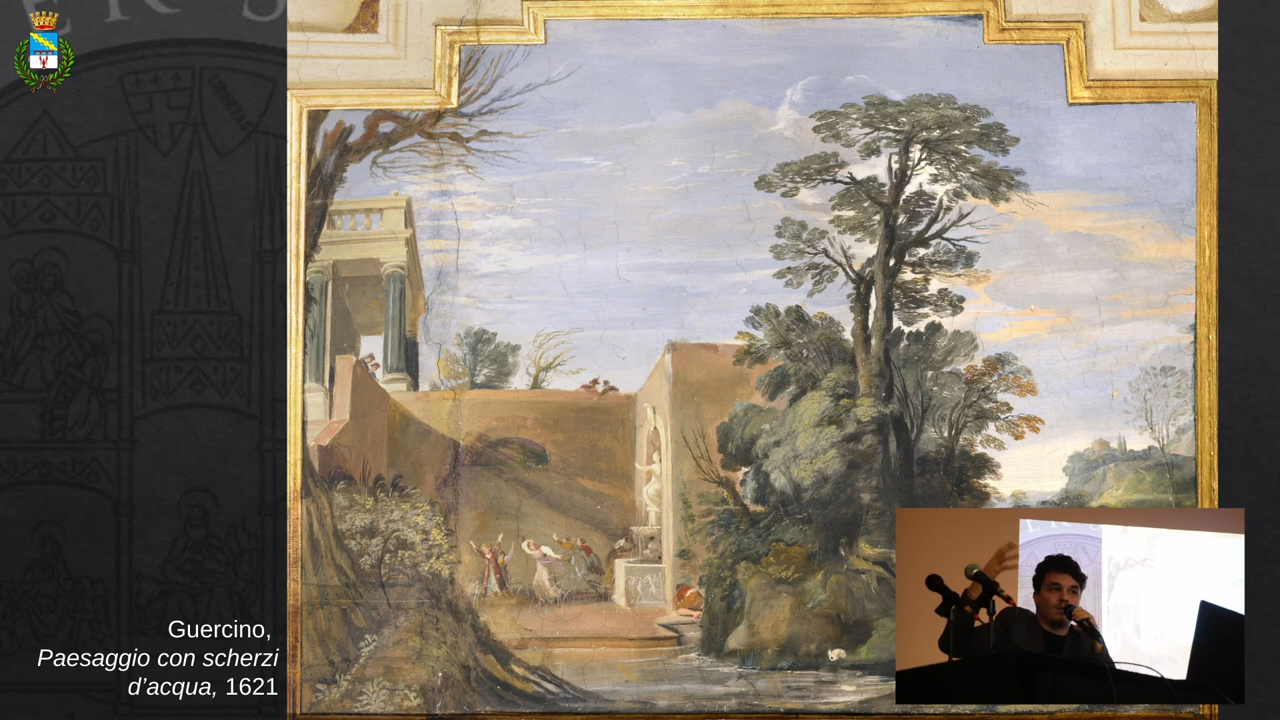 Guercino,
Paesaggio con scherzi
d'acqua, 1621